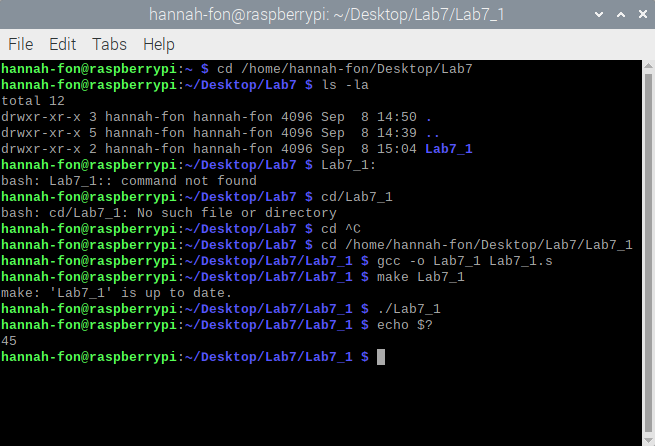 hannah-fon@raspberrypi: ~/Desktop/Lab7/Lab7_1
File Edit Tabs Help
hannah-fon@raspberrypi:~ $ cd /home/hannah-fon/Desktop/Lab7
hannah-fon@raspberrypi:~/Desktop/Lab7 $ ls -la
total 12
drwxr-xr-x 3 hannah-fon hannah-fon 4096 Sep  8 14:50 .
drwxr-xr-x 5 hannah-fon hannah-fon 4096 Sep  8 14:39 ..
drwxr-xr-x 2 hannah-fon hannah-fon 4096 Sep  8 15:04 Lab7_1
hannah-fon@raspberrypi:~/Desktop/Lab7 $ Lab7_1:
bash: Lab7_1:: command not found
hannah-fon@raspberrypi:~/Desktop/Lab7 $ cd/Lab7_1
bash: cd/Lab7_1: No such file or directory
hannah-fon@raspberrypi:~/Desktop/Lab7 $ cd ^C
hannah-fon@raspberrypi:~/Desktop/Lab7 $ cd /home/hannah-fon/Desktop/Lab7/Lab7_1
hannah-fon@raspberrypi:~/Desktop/Lab7/Lab7_1 $ gcc -o Lab7_1 Lab7_1.s
hannah-fon@raspberrypi:~/Desktop/Lab7/Lab7_1 $ make Lab7_1
make: 'Lab7_1' is up to date.
hannah-fon@raspberrypi:~/Desktop/Lab7/Lab7_1 $ ./Lab7_1
hannah-fon@raspberrypi:~/Desktop/Lab7/Lab7_1 $ echo $?
45
hannah-fon@raspberrypi:~/Desktop/Lab7/Lab7_1 $